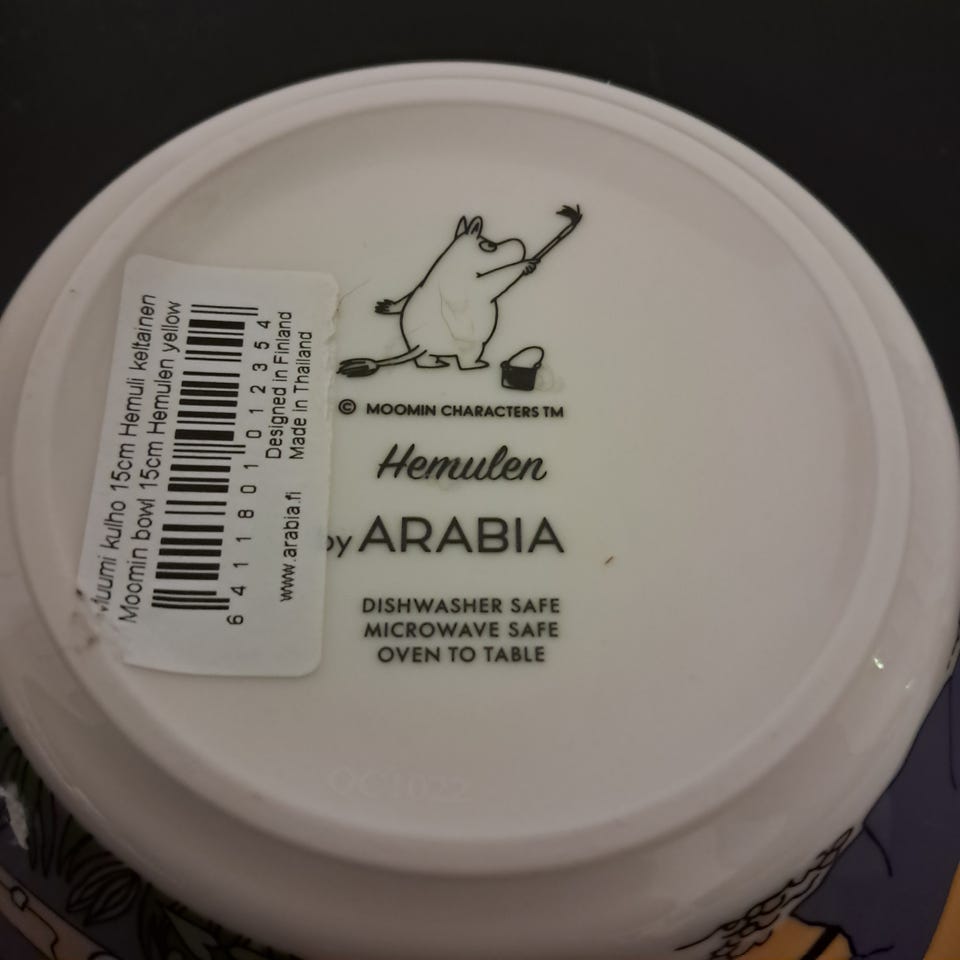 Muumi kulho 15cm Hemuli keltainen
Moomin bowl 15cm Hemulen yellow
6 411801 012354
Designed in Finland
www.arabia.fi Made in Thailand
© MOOMIN CHARACTERS TM
Hemulen
by ARABIA
DISHWASHER SAFE
MICROWAVE SAFE
OVEN TO TABLE